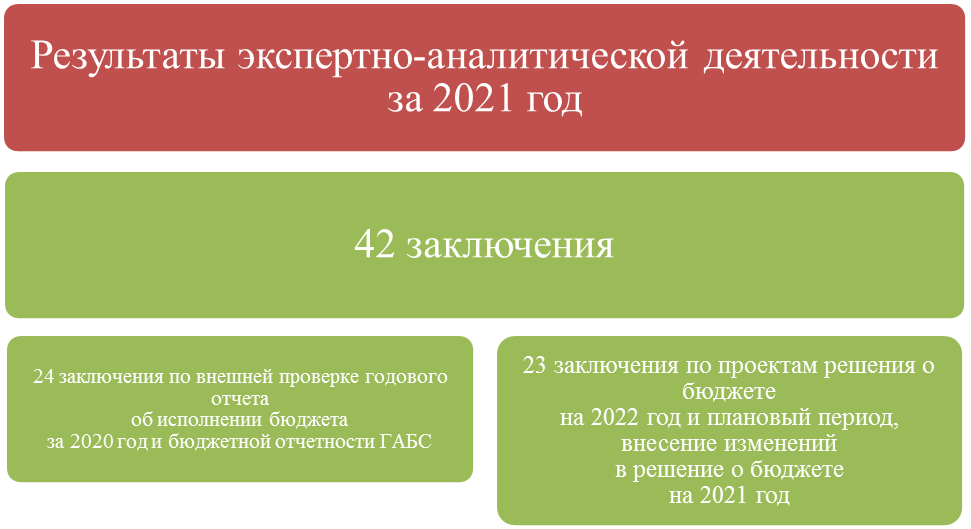 Результаты экспертно-аналитической деятельности
за 2021 год
42 заключения
24 заключения по внешней проверке годового
отчета
об исполнении бюджета
за 2020 год и бюджетной отчетности ГАБС
23 заключения по проектам решения о
бюджете
на 2022 год и плановый период,
внесение изменений
в решение о бюджете
на 2021 год